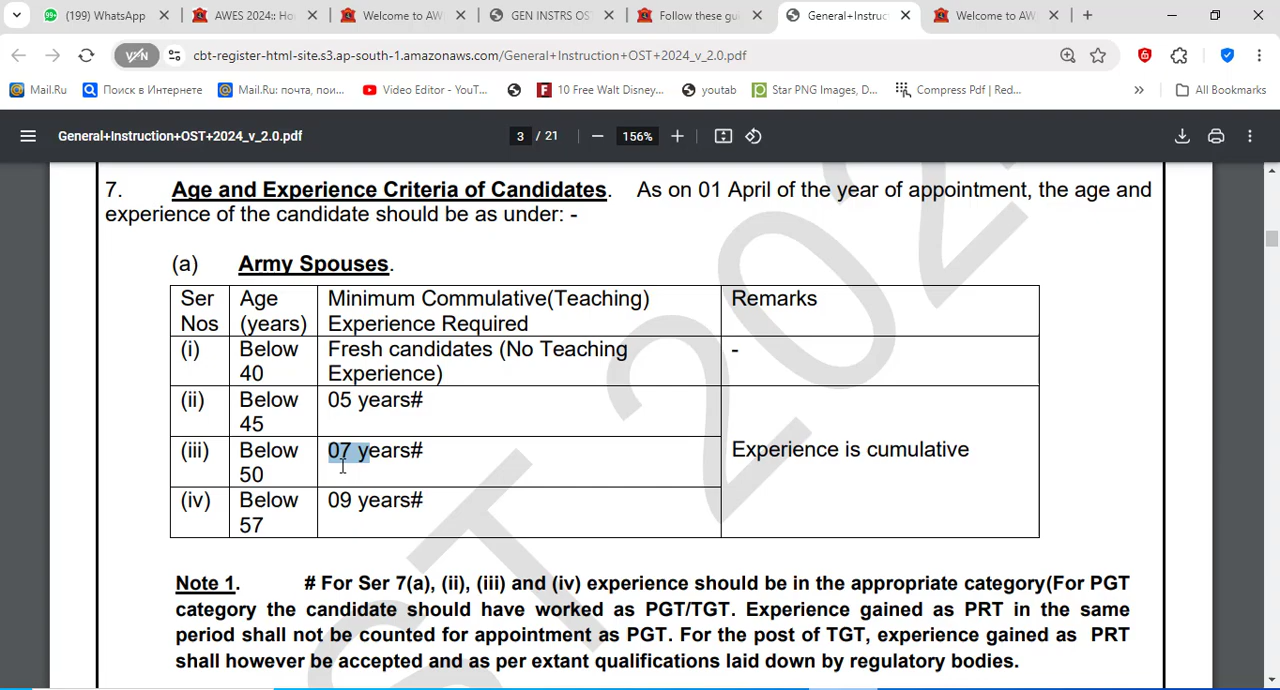 (199) WhatsApp
AWES 2024:: Ho
Welcome to AW
GEN INSTRS OS
Follow these gu
General+Instruc
Welcome to AW
cbt-register-html-site.s3.ap-south-1.amazonaws.com/General+Instruction+OST+2024_v_2.0.pdf
Mail.Ru
Поиск в Интернете
Mail.Ru: почта, пои...
Video Editor - YouT...
10 Free Walt Disney...
youtab
Star PNG Images, D...
Compress Pdf | Red...
All Bookmarks
General+Instruction+OST+2024_v_2.0.pdf
3 / 21
156%
7. Age and Experience Criteria of Candidates. As on 01 April of the year of appointment, the age and
experience of the candidate should be as under: -
(a) Army Spouses.
Ser Nos
Age (years)
Minimum Commulative(Teaching)
Experience Required
Remarks
(i)
Below 40
Fresh candidates (No Teaching
Experience)
-
(ii)
Below 45
05 years#
(iii)
Below 50
07 years#
Experience is cumulative
(iv)
Below 57
09 years#
Note 1. # For Ser 7(a), (ii), (iii) and (iv) experience should be in the appropriate category(For PGT
category the candidate should have worked as PGT/TGT. Experience gained as PRT in the same
period shall not be counted for appointment as PGT. For the post of TGT, experience gained as PRT
shall however be accepted and as per extant qualifications laid down by regulatory bodies.